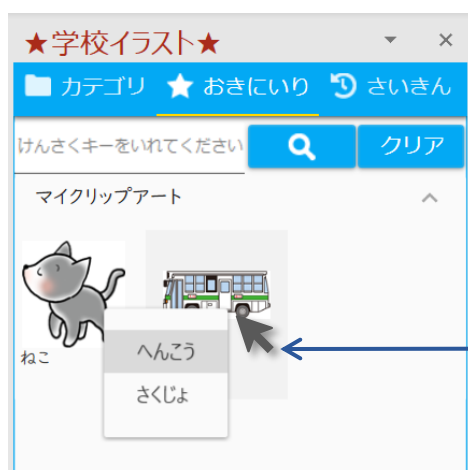 ★学校イラスト★
カテゴリ ★ おきにいり さいきん
けんさくキーをいれてください クリア
マイクリップアート
ねこ
へんこう
さくじょ